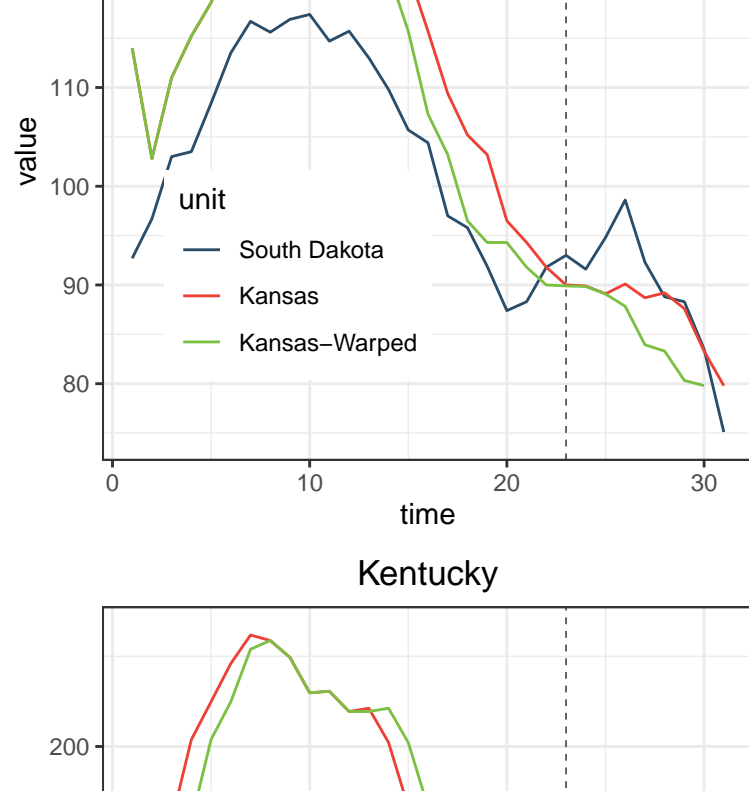 110
100
90
80
value
unit
South Dakota
Kansas
Kansas−Warped
0 10 20 30
time
Kentucky
200